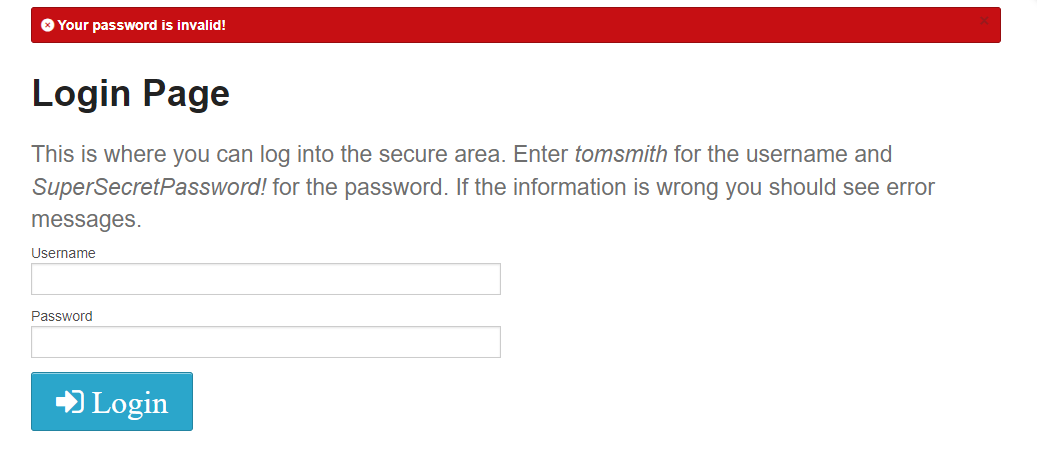 Your password is invalid!
Login Page
This is where you can log into the secure area. Enter tomsmith for the username and
SuperSecretPassword! for the password. If the information is wrong you should see error
messages.
Username
Password
Login